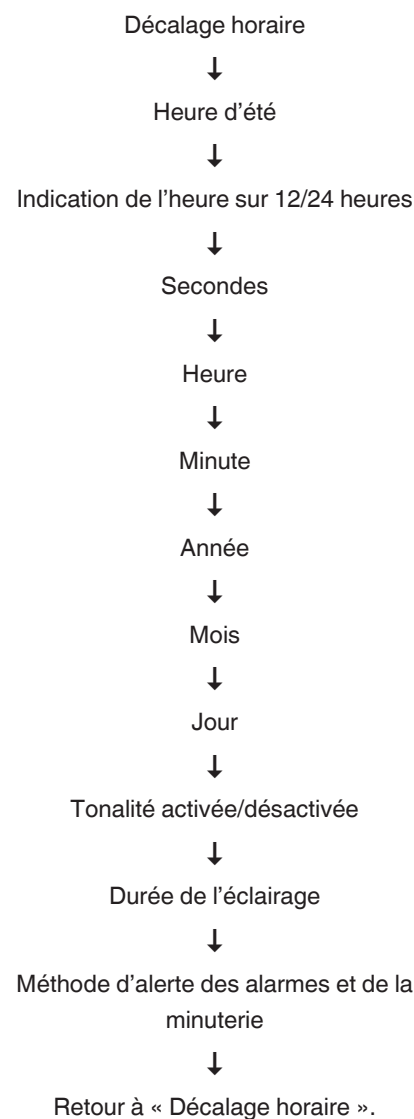 Décalage horaire
↓
Heure d’été
↓
Indication de l’heure sur 12/24 heures
↓
Secondes
↓
Heure
↓
Minute
↓
Année
↓
Mois
↓
Jour
↓
Tonalité activée/désactivée
↓
Durée de l’éclairage
↓
Méthode d’alerte des alarmes et de la
minuterie
↓
Retour à « Décalage horaire ».